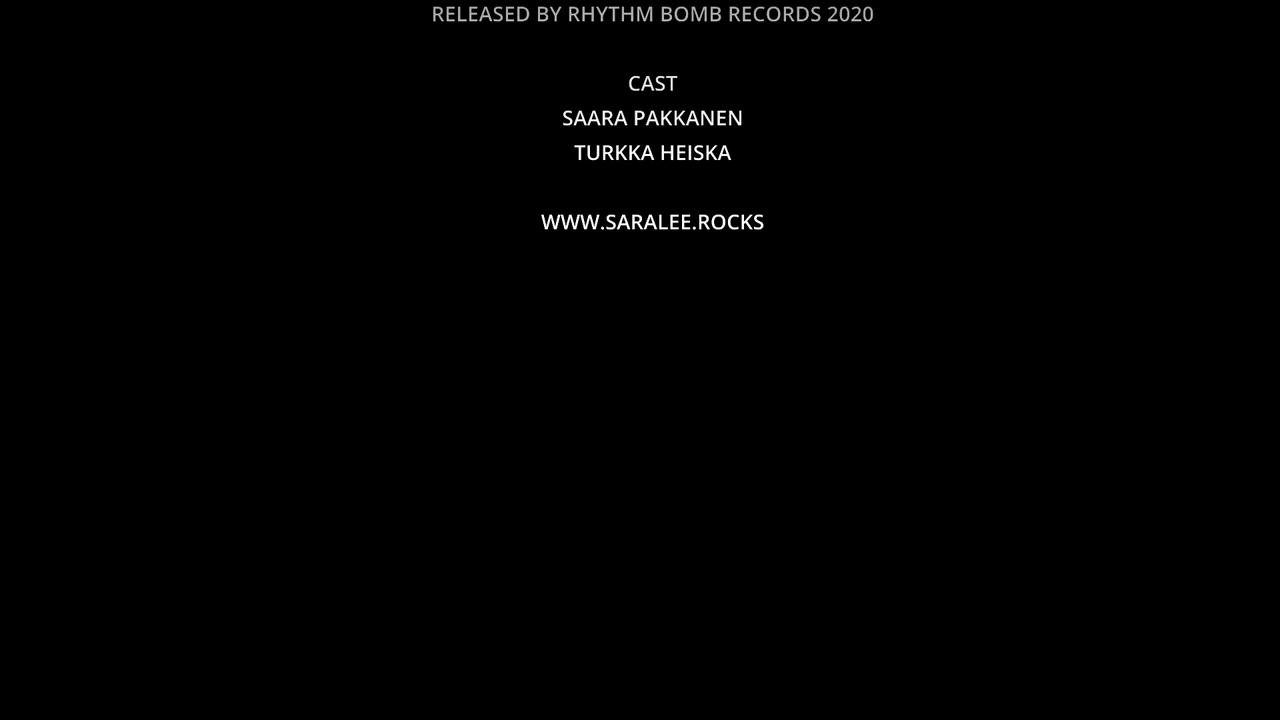 RELEASED BY RHYTHM BOMB RECORDS 2020
CAST
SAARA PAKKANEN
TURKKA HEISKA
WWW.SARALEE.ROCKS